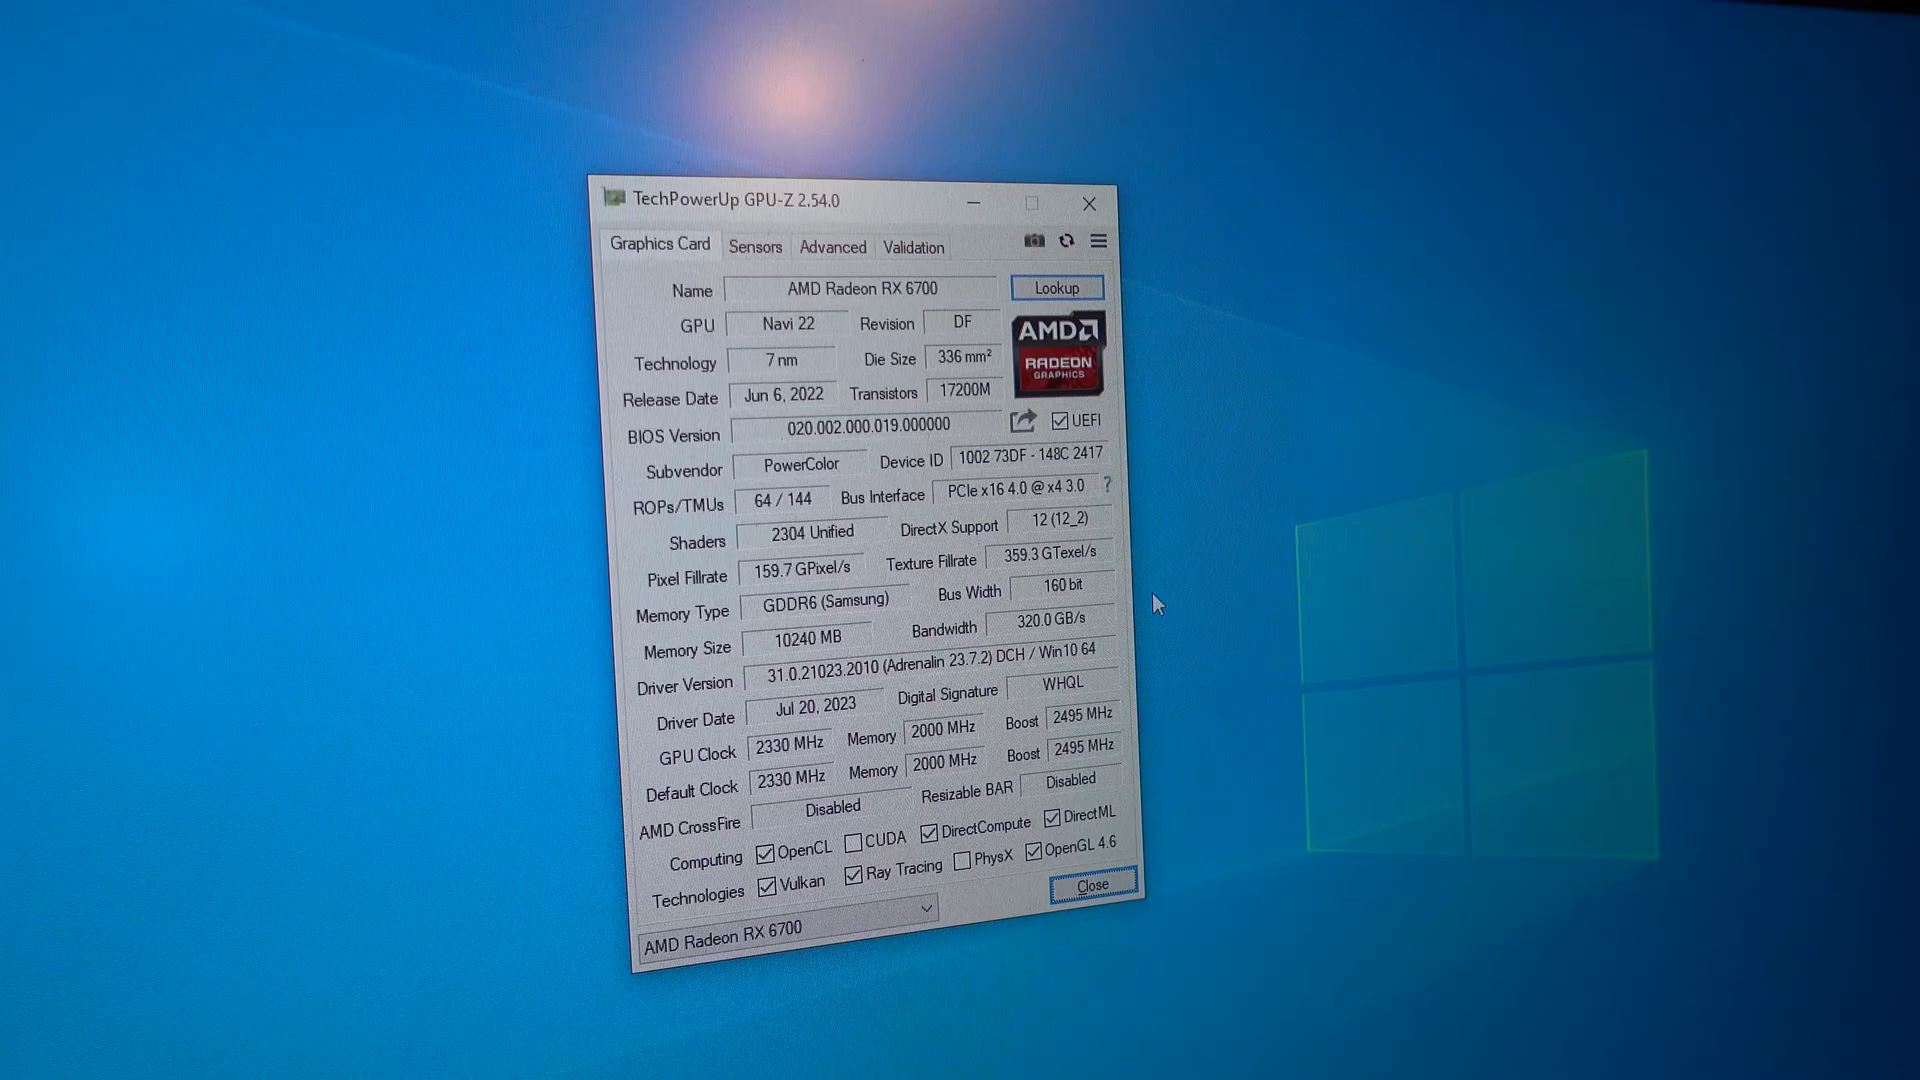 TechPowerUp GPU-Z 2.54.0
Graphics Card Sensors Advanced Validation
Name AMD Radeon RX 6700 Lookup
GPU Navi 22 Revision DF
AMD
RADEON
GRAPHICS
Technology 7 nm Die Size 336 mm²
Release Date Jun 6, 2022 Transistors 17200M
BIOS Version 020.002.000.019.000000 UEFI
Subvendor PowerColor Device ID 1002 73DF - 148C 2417
ROPs/TMUs 64 / 144 Bus Interface PCIe x16 4.0 @ x4 3.0 ?
Shaders 2304 Unified DirectX Support 12 (12_2)
Pixel Fillrate 159.7 GPixel/s Texture Fillrate 359.3 GTexel/s
Memory Type GDDR6 (Samsung) Bus Width 160 bit
Memory Size 10240 MB Bandwidth 320.0 GB/s
Driver Version 31.0.21023.2010 (Adrenalin 23.7.2) DCH / Win10 64
Driver Date Jul 20, 2023 Digital Signature WHQL
GPU Clock 2330 MHz Memory 2000 MHz Boost 2495 MHz
Default Clock 2330 MHz Memory 2000 MHz Boost 2495 MHz
AMD CrossFire Disabled Resizable BAR Disabled
Computing OpenCL CUDA DirectCompute DirectML
Technologies Vulkan Ray Tracing PhysX OpenGL 4.6
AMD Radeon RX 6700 Close